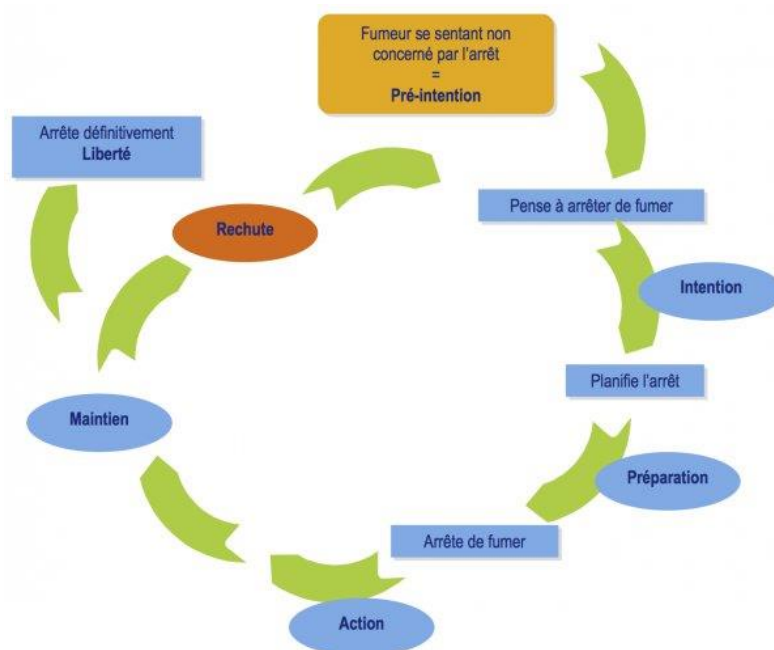 Fumeur se sentant non
concerné par l'arrêt
=
Pré-intention
Arrête définitivement
Liberté
Rechute
Pense à arrêter de fumer
Intention
Planifie l'arrêt
Maintien
Préparation
Arrête de fumer
Action